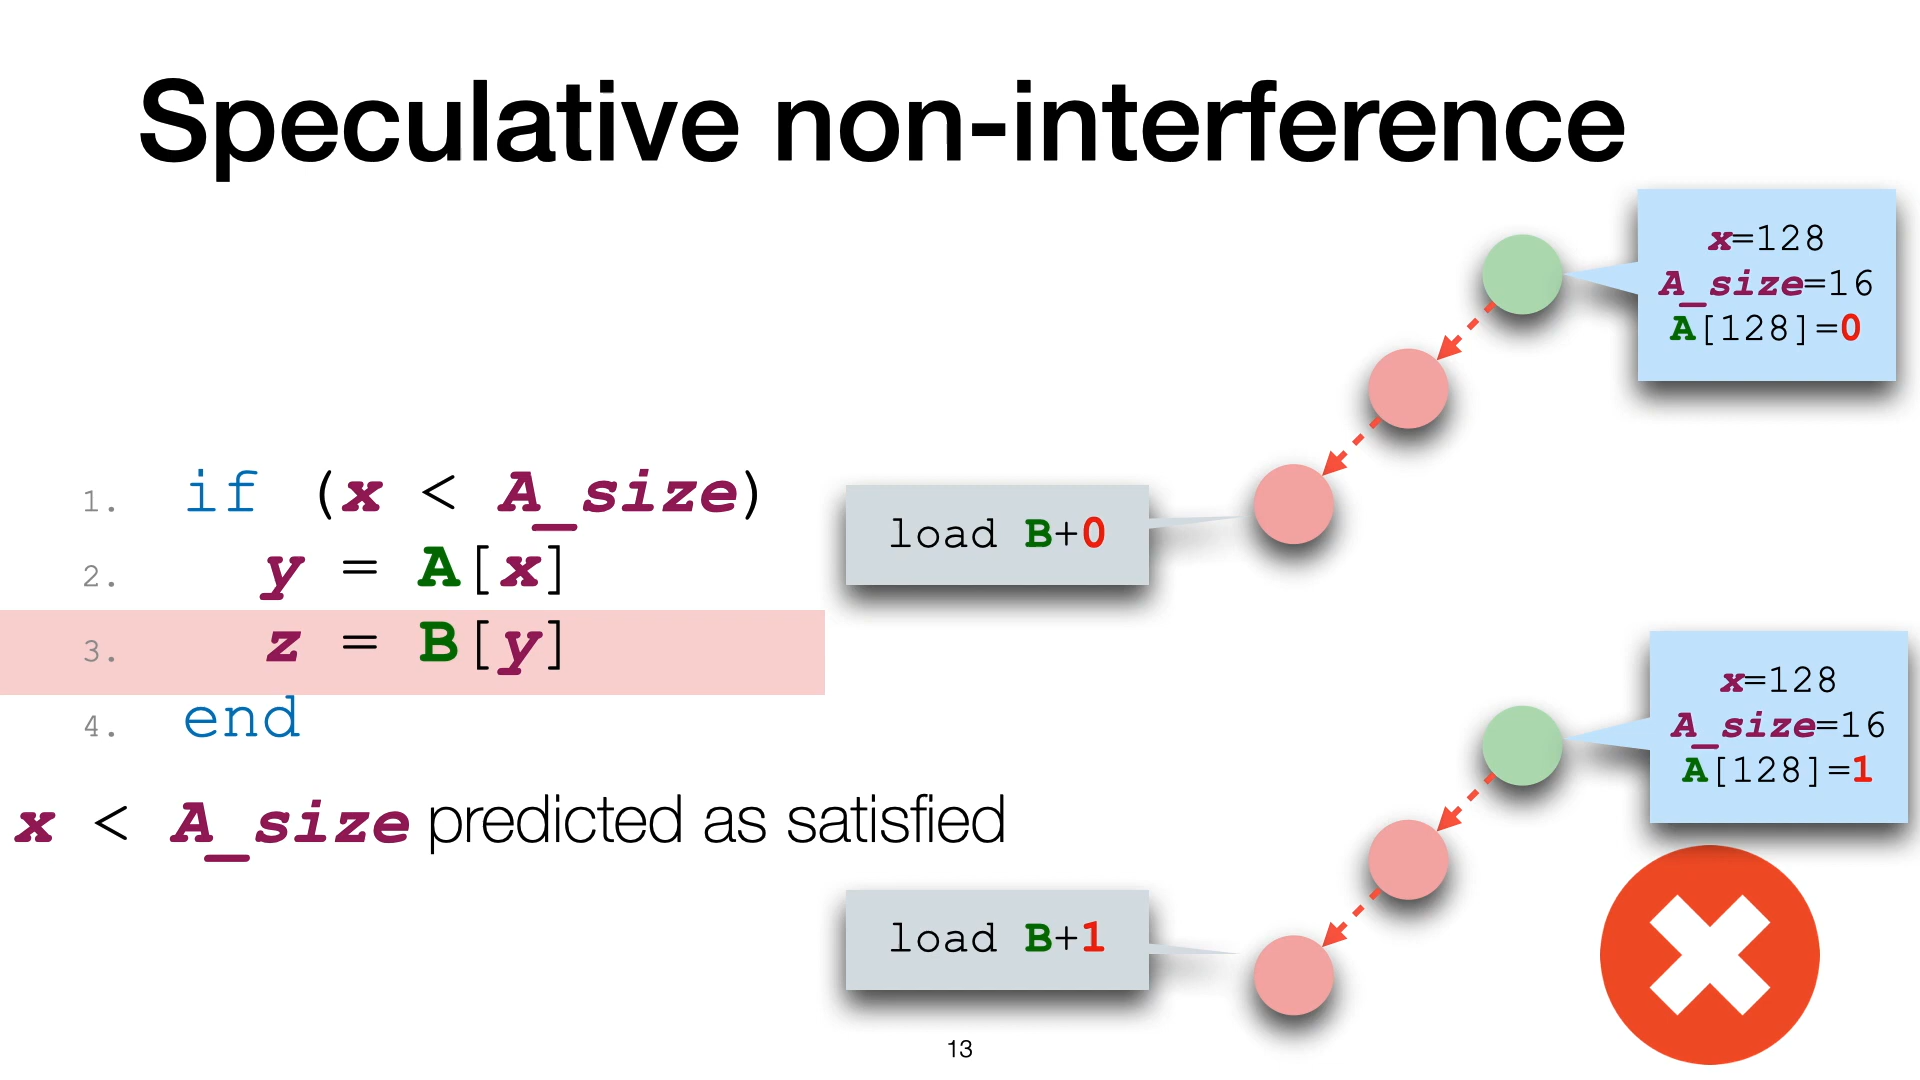 Speculative non-interference
x=128
A_size=16
A[128]=0
1. if (x < A_size)
2. y = A[x]
3. z = B[y]
4. end
x < A_size predicted as satisfied
load B+0
x=128
A_size=16
A[128]=1
load B+1
13